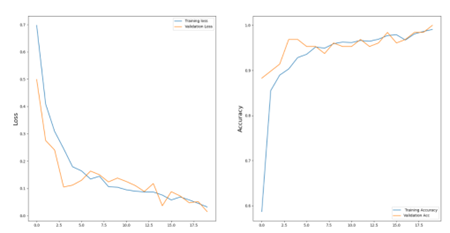 Training loss
Validation Loss
Loss
0.7
0.6
0.5
0.4
0.3
0.2
0.1
0.0
0.0 2.5 5.0 7.5 10.0 12.5 15.0 17.5
Accuracy
1.0
0.9
0.8
0.7
0.6
Training Accuracy
Validation Acc
0.0 2.5 5.0 7.5 10.0 12.5 15.0 17.5